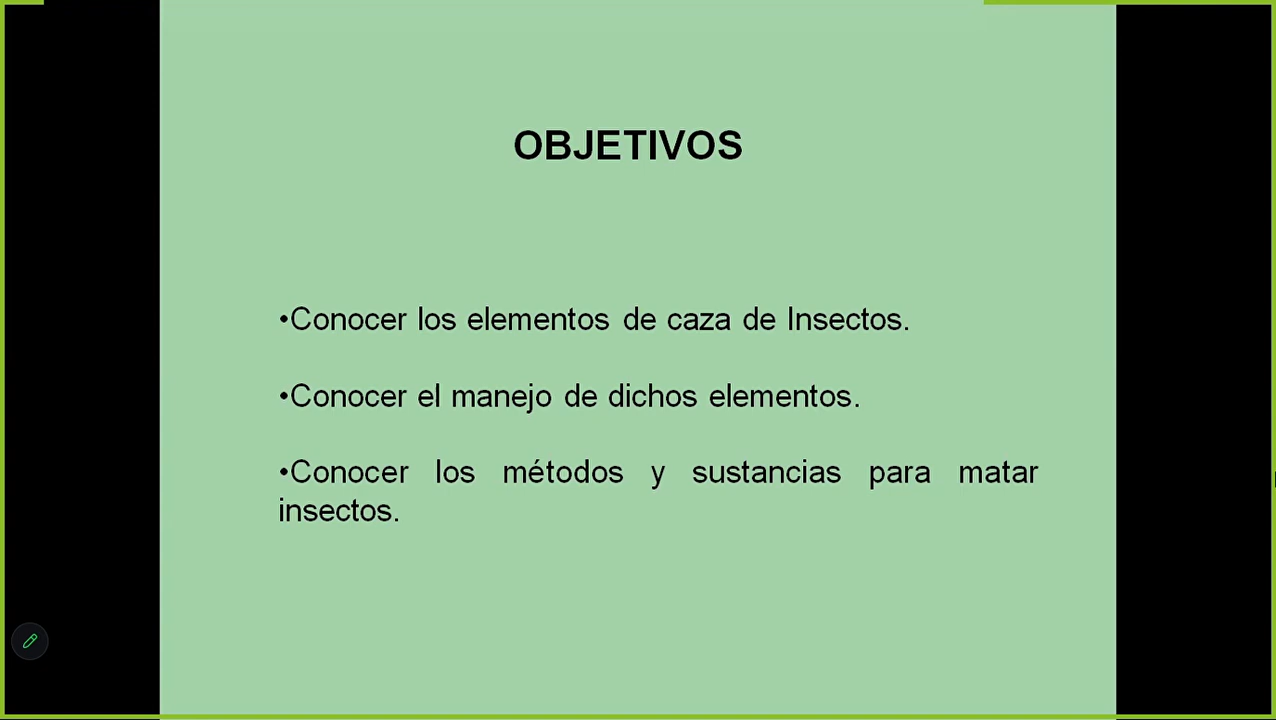 OBJETIVOS
•Conocer los elementos de caza de Insectos.
•Conocer el manejo de dichos elementos.
•Conocer los métodos y sustancias para matar
insectos.